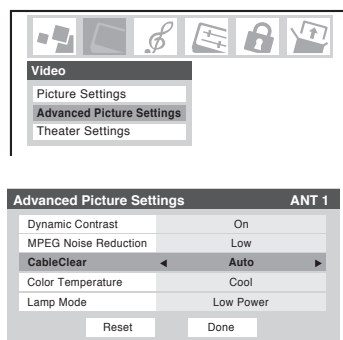 Video
Picture Settings
Advanced Picture Settings
Theater Settings
Advanced Picture Settings ANT 1
Dynamic Contrast On
MPEG Noise Reduction Low
CableClear Auto
Color Temperature Cool
Lamp Mode Low Power
Reset Done